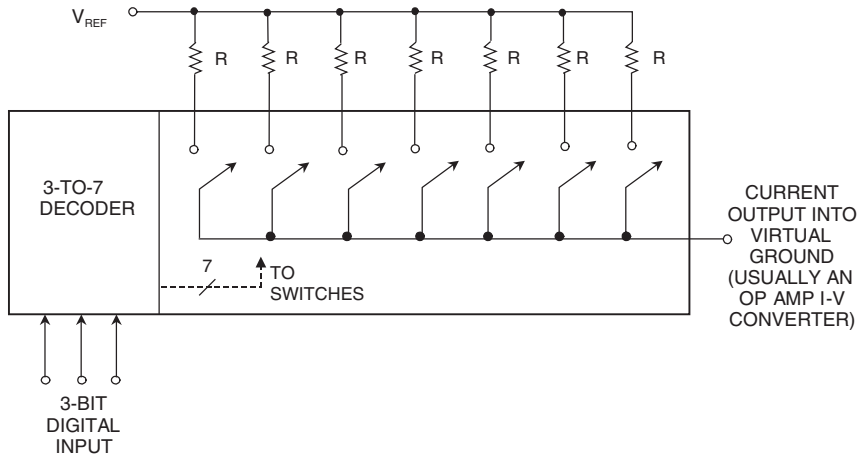 V_REF
R R R R R R R
3-TO-7
DECODER
7
TO
SWITCHES
CURRENT
OUTPUT INTO
VIRTUAL
GROUND
(USUALLY AN
OP AMP I-V
CONVERTER)
3-BIT
DIGITAL
INPUT